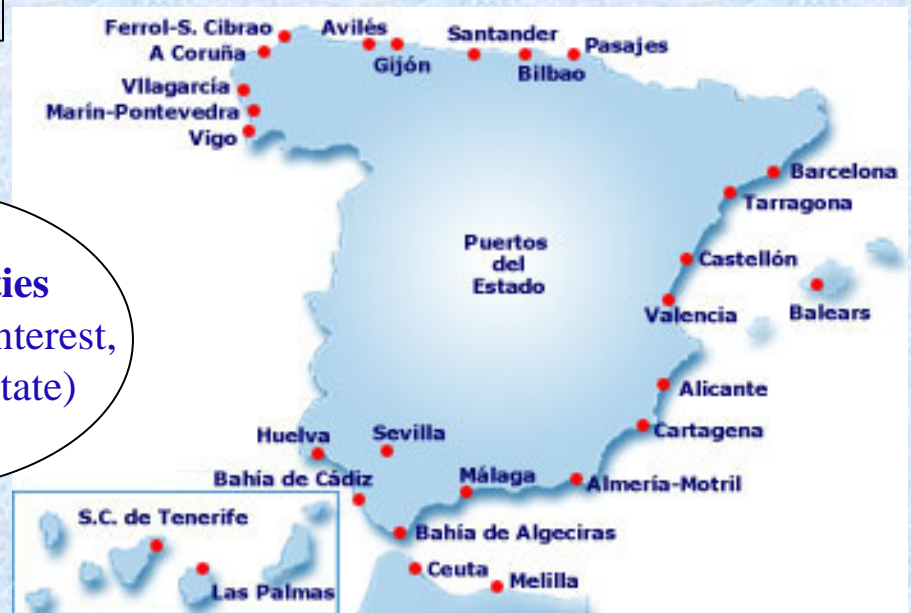 Ferrol-S. Cibrao
A Coruña
Avilés
Gijón
Santander
Bilbao
Pasajes
VIlagarcía
Marín-Pontevedra
Vigo
Barcelona
Tarragona
Puertos
del
Estado
Castellón
Balears
Valencia
ties
nterest,
tate)
Alicante
Cartagena
Huelva
Sevilla
Bahía de Cádiz
Málaga
Almería-Motril
S.C. de Tenerife
Las Palmas
Bahía de Algeciras
Ceuta
Melilla